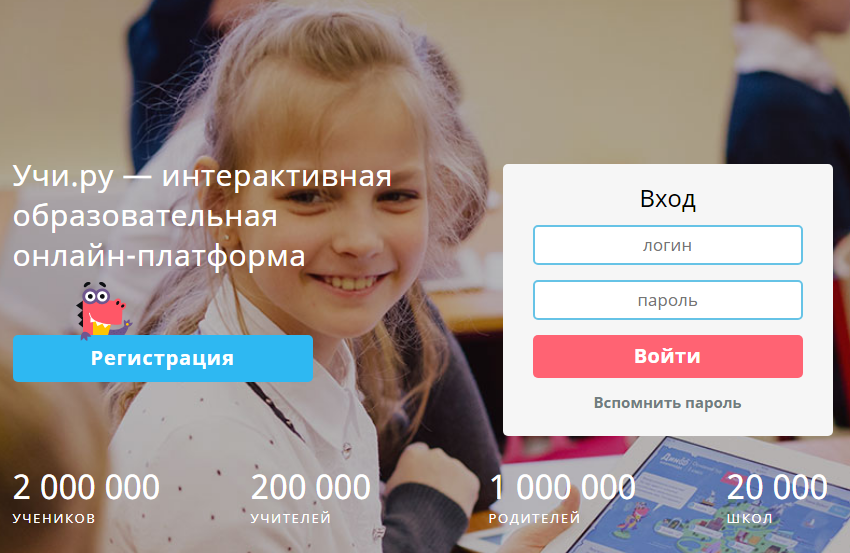 Учи.ру — интерактивная
образовательная
онлайн-платформа
Регистрация
Вход
логин
пароль
Войти
Вспомнить пароль
2 000 000
УЧЕНИКОВ
200 000
УЧИТЕЛЕЙ
1 000 000
РОДИТЕЛЕЙ
20 000
ШКОЛ